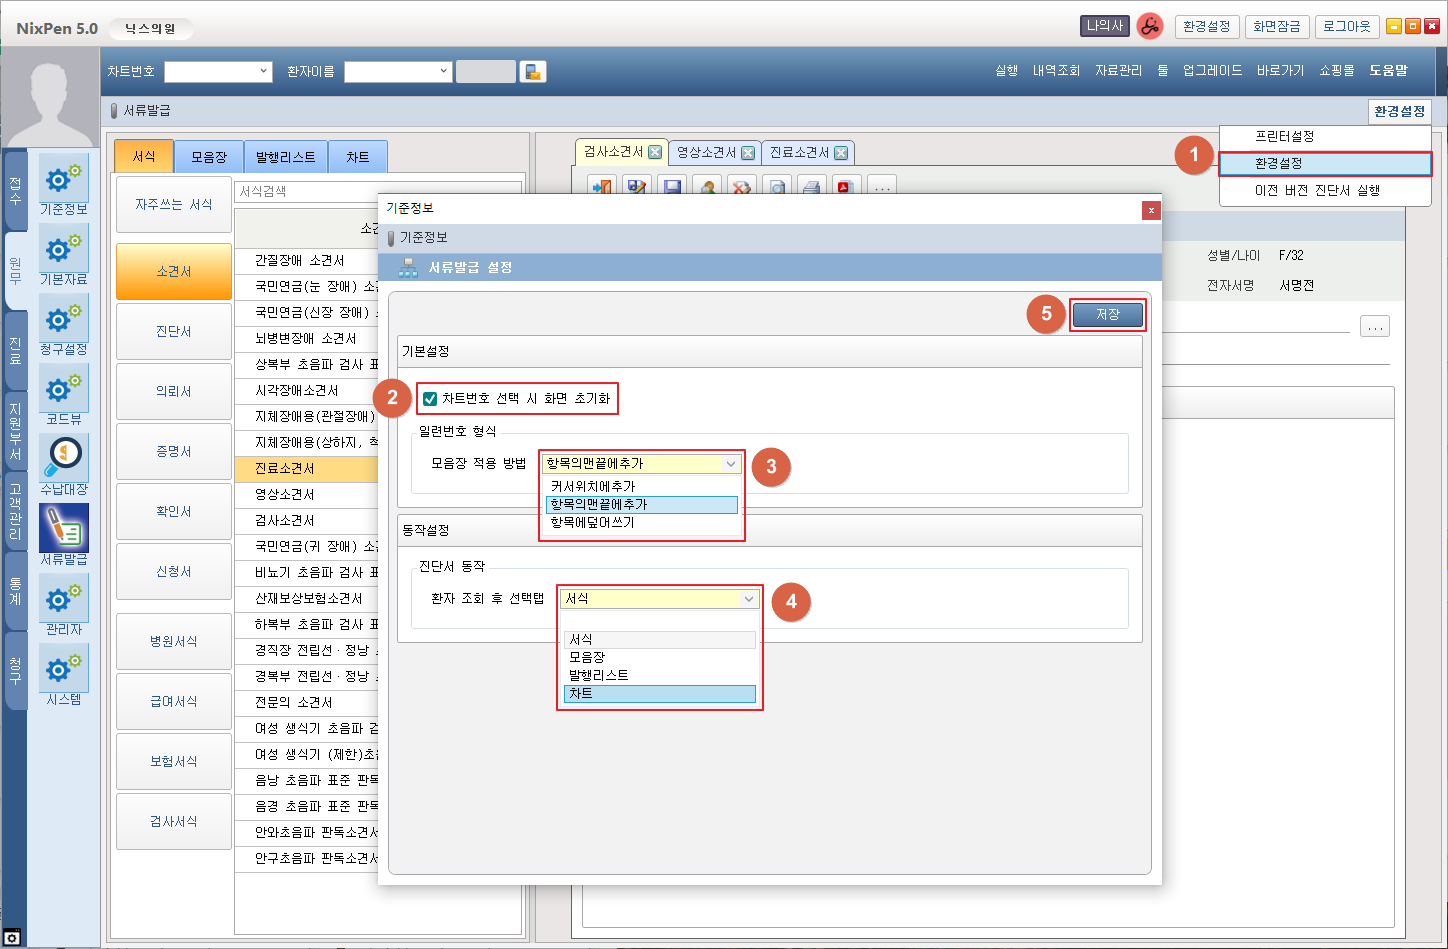 NixPen 5.0 닉스의원
나의사 환경설정 화면잠금 로그아웃
차트번호 환자이름
실행 내역조회 자료관리 툴 업그레이드 바로가기 쇼핑몰 도움말
서류발급
환경설정
프린터설정
환경설정
이전 버전 진단서 실행
1
접수
원무
진료
지원부서
고객관리
통계
청구
기준정보
기본자료
청구설정
코드뷰
수납대장
서류발급
관리자
시스템
서식 모음장 발행리스트 차트
자주쓰는 서식
소견서
진단서
의뢰서
증명서
확인서
신청서
병원서식
급여서식
보험서식
검사서식
서식검색
소견
간질장애 소견서
국민연금(눈 장애) 소
국민연금(신장 장애)
뇌병변장애 소견서
상복부 초음파 검사 표
시각장애소견서
지체장애용(관절장애)
지체장애용(상하지, 척
진료소견서
영상소견서
검사소견서
국민연금(귀 장애) 소
비뇨기 초음파 검사 표
산재보상보험소견서
하복부 초음파 검사 표
경직장 전립선·정낭
경복부 전립선·정낭
전문의 소견서
여성 생식기 초음파 검
여성 생식기 (제한)초음
음낭 초음파 표준 판독
음경 초음파 표준 판독
안와초음파 판독소견서
안구초음파 판독소견서
검사소견서 영상소견서 진료소견서
...
성별/나이 F/32
전자서명 서명전
...
기준정보
기준정보
서류발급 설정
5 저장
기본설정
2 차트번호 선택 시 화면 초기화
일련번호 형식
모음장 적용 방법 항목의맨끝에추가 3
커서위치에추가
항목의맨끝에추가
항목에덮어쓰기
동작설정
진단서 동작
환자 조회 후 선택탭 서식 4
서식
모음장
발행리스트
차트